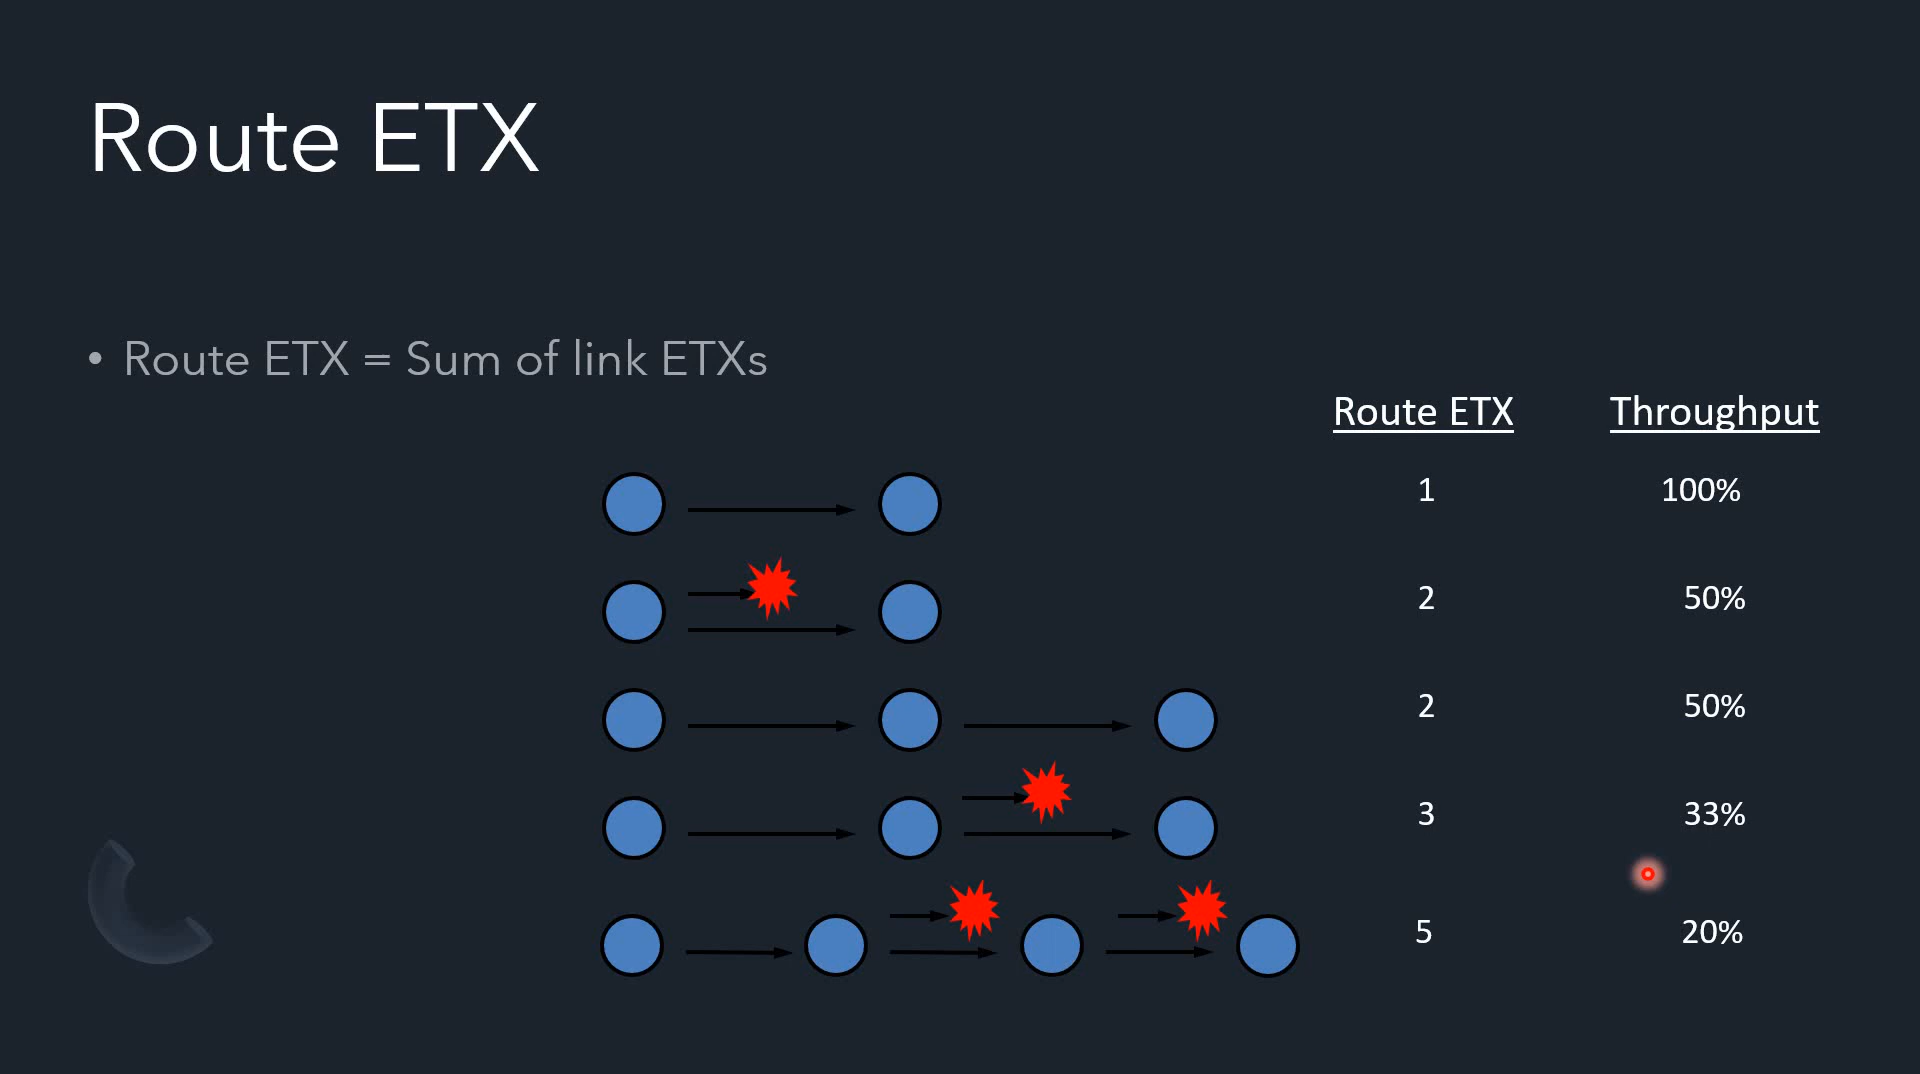 Route ETX
• Route ETX = Sum of link ETXs
Route ETX Throughput
1 100%
2 50%
2 50%
3 33%
5 20%